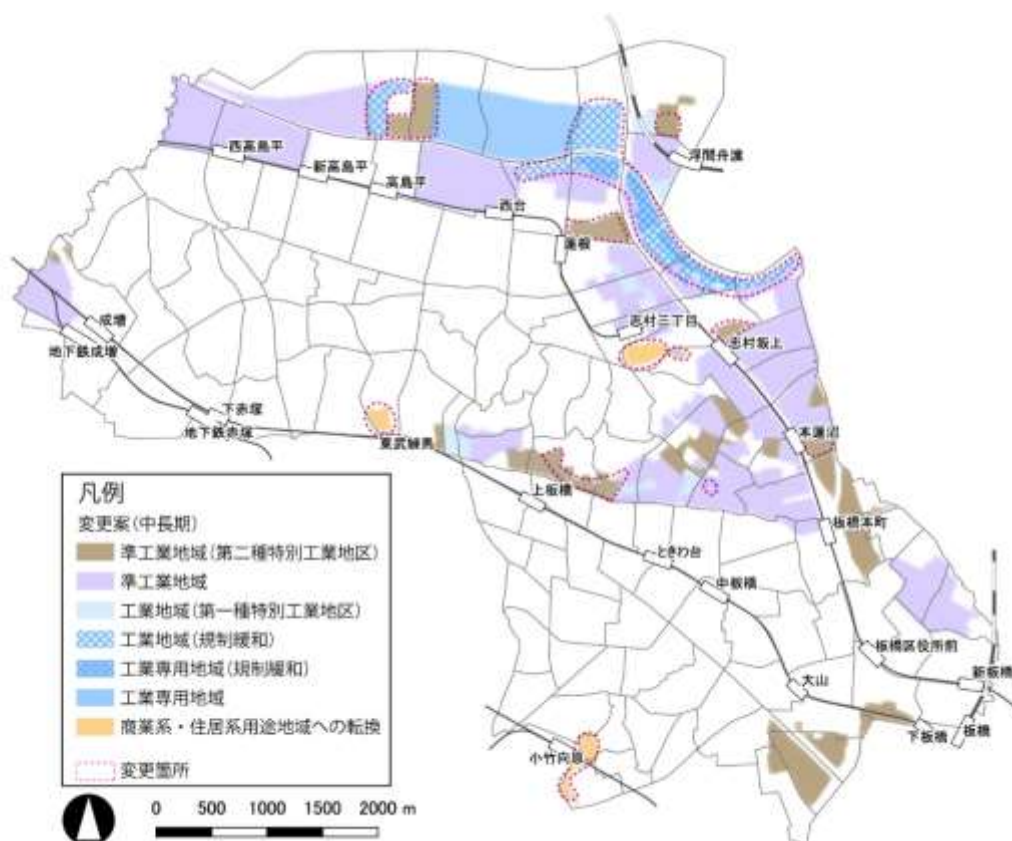 浮間舟渡
西高島平
新高島平
高島平
西台
蓮根
志村三丁目
志村坂上
成増
地下鉄成増
下赤塚
地下鉄赤塚
東武練馬
本蓮沼
上板橋
板橋本町
ときわ台
中板橋
板橋区役所前
新板橋
大山
下板橋
板橋
小竹向原
凡例
変更案(中長期)
準工業地域(第二種特別工業地区)
準工業地域
工業地域(第一種特別工業地区)
工業地域(規制緩和)
工業専用地域(規制緩和)
工業専用地域
商業系・住居系用途地域への転換
変更箇所
0 500 1000 1500 2000 m